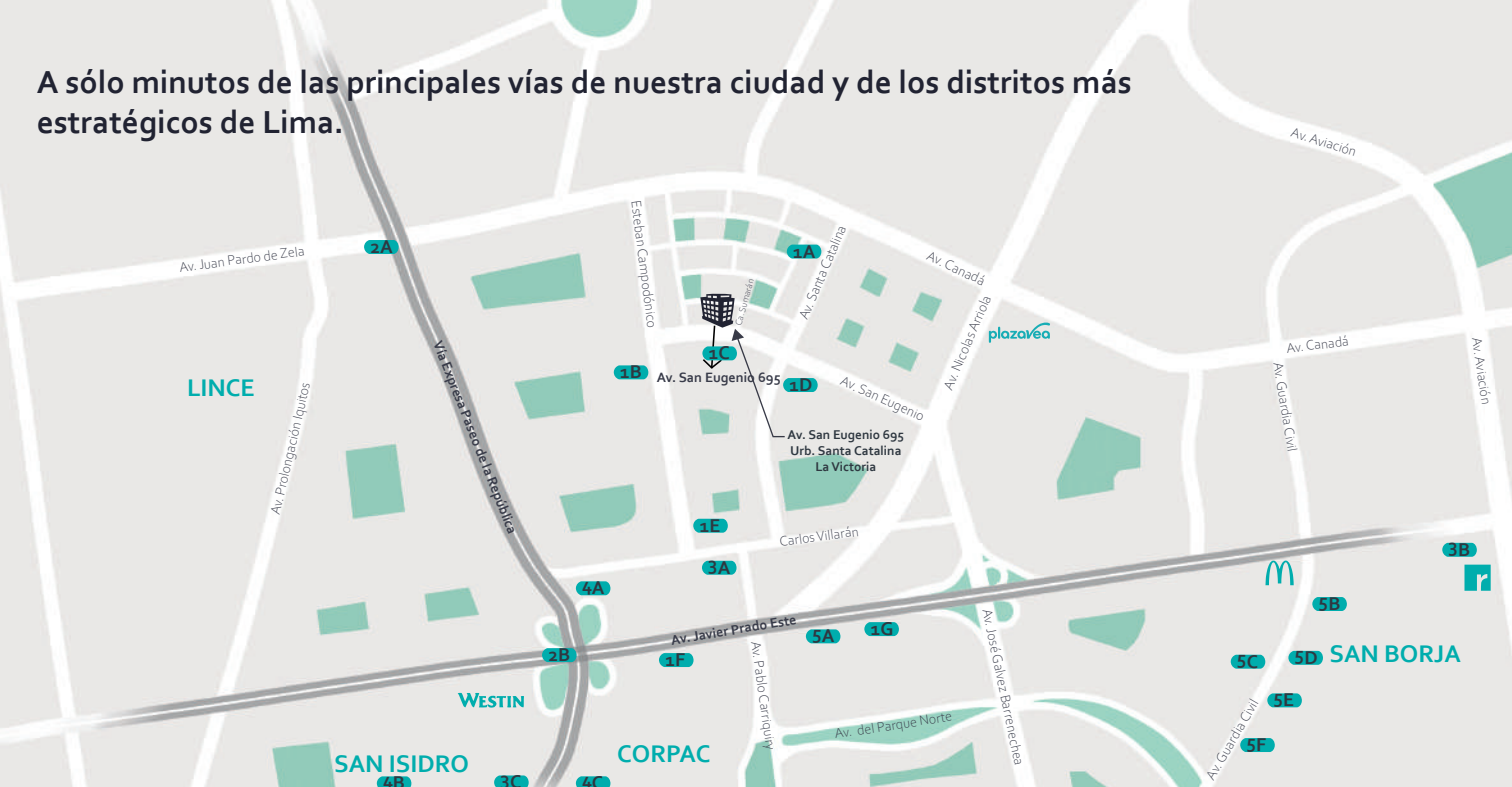 A sólo minutos de las principales vías de nuestra ciudad y de los distritos más
estratégicos de Lima.
Av. Aviación
Esteban Campodónico
Av. Juan Pardo de Zela
2A
1A
Av. Santa Catalina
Av. Canadá
Ca. Sumarán
Av. Nicolas Arriola
plazavea
Av. Canadá
Av. Aviación
Vía Expresa Paseo de la República
LINCE
1B
1C
Av. San Eugenio 695
1D
Av. San Eugenio
Av. Guardia Civil
Av. Prolongación Iquitos
Av. San Eugenio 695
Urb. Santa Catalina
La Victoria
1E
Carlos Villarán
3A
3B
r
4A
5B
Av. Javier Prado Este
5A
1G
2B
1F
5C
5D
SAN BORJA
Av. Pablo Carriquiry
Av. José Galvez Barrenechea
WESTIN
5E
Av. del Parque Norte
Av. Guardia Civil
5F
SAN ISIDRO
CORPAC
4B
3C
4C